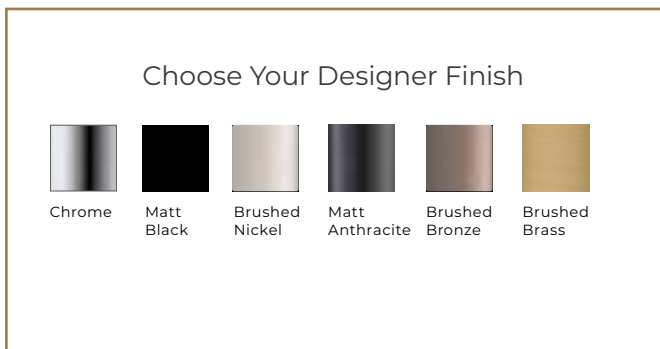 Choose Your Designer Finish
Chrome
Matt
Black
Brushed
Nickel
Matt
Anthracite
Brushed
Bronze
Brushed
Brass